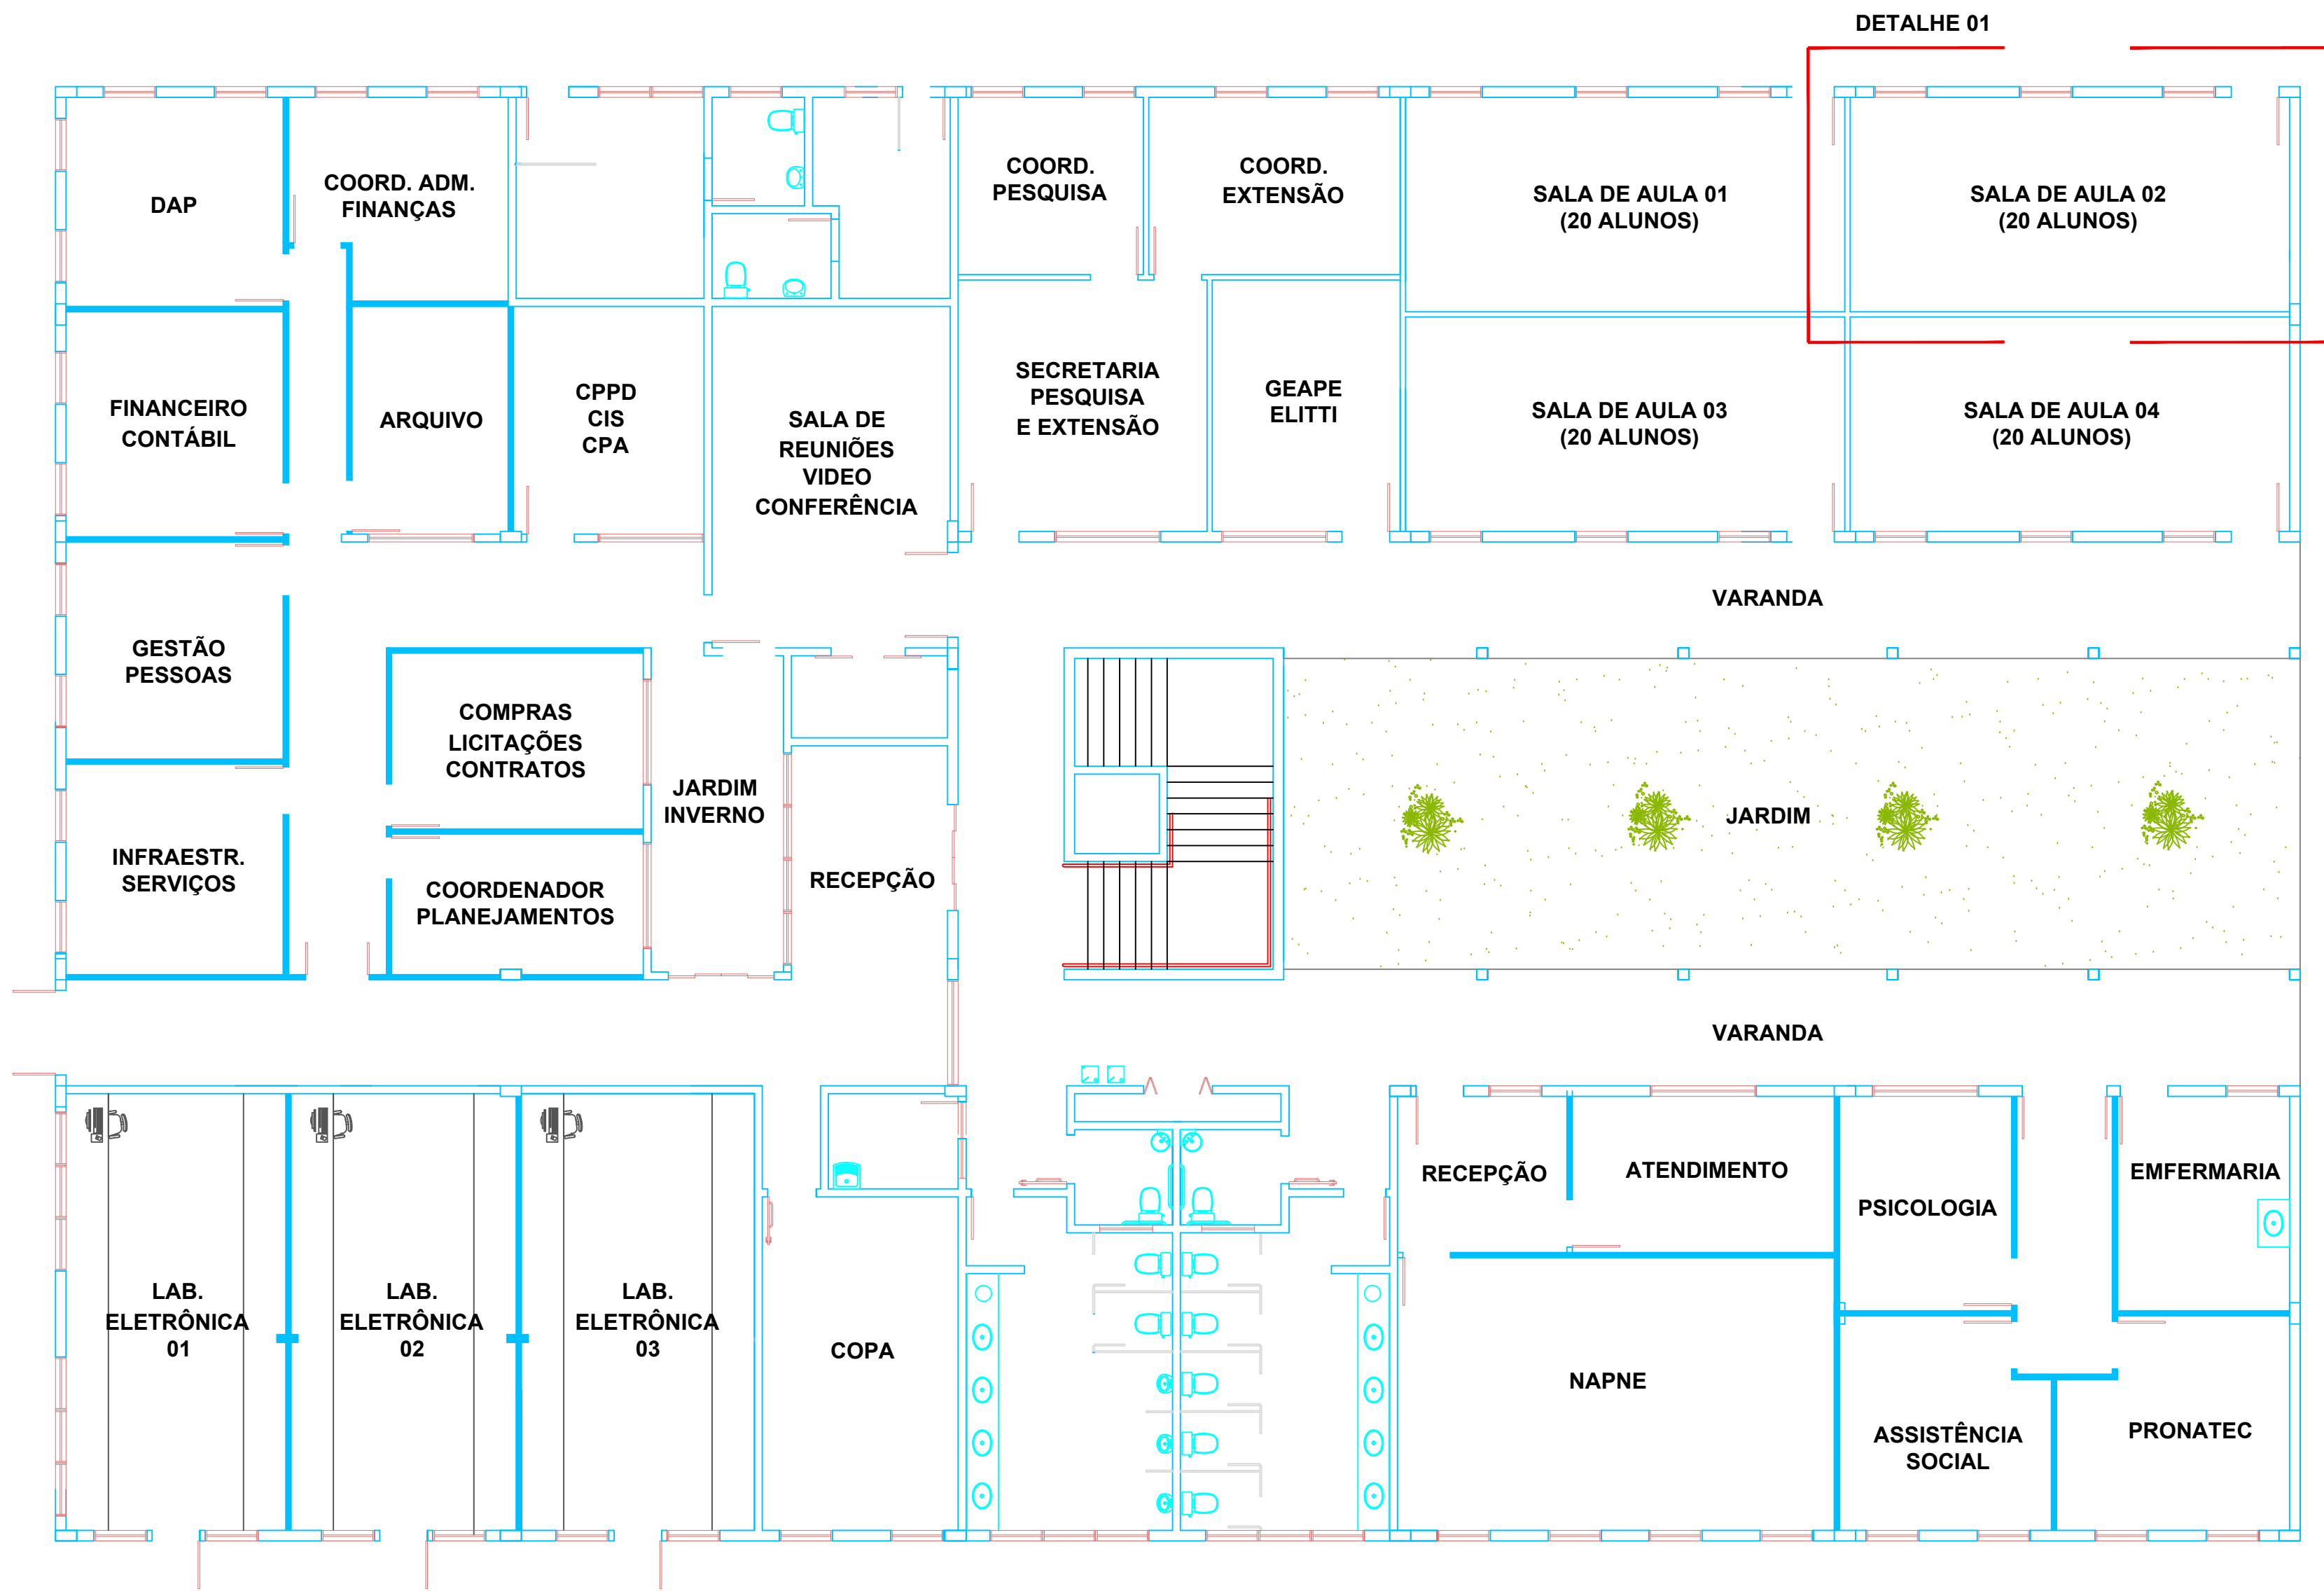 DETALHE 01
DAP
COORD. ADM.
FINANÇAS
COORD.
PESQUISA
COORD.
EXTENSÃO
SALA DE AULA 01
(20 ALUNOS)
SALA DE AULA 02
(20 ALUNOS)
FINANCEIRO
CONTÁBIL
ARQUIVO
CPPD
CIS
CPA
SALA DE
REUNIÕES
VIDEO
CONFERÊNCIA
SECRETARIA
PESQUISA
E EXTENSÃO
GEAPE
ELITTI
SALA DE AULA 03
(20 ALUNOS)
SALA DE AULA 04
(20 ALUNOS)
VARANDA
GESTÃO
PESSOAS
COMPRAS
LICITAÇÕES
CONTRATOS
JARDIM
INVERNO
JARDIM
INFRAESTR.
SERVIÇOS
COORDENADOR
PLANEJAMENTOS
RECEPÇÃO
VARANDA
RECEPÇÃO
ATENDIMENTO
PSICOLOGIA
EMFERMARIA
LAB.
ELETRÔNICA
01
LAB.
ELETRÔNICA
02
LAB.
ELETRÔNICA
03
COPA
NAPNE
ASSISTÊNCIA
SOCIAL
PRONATEC